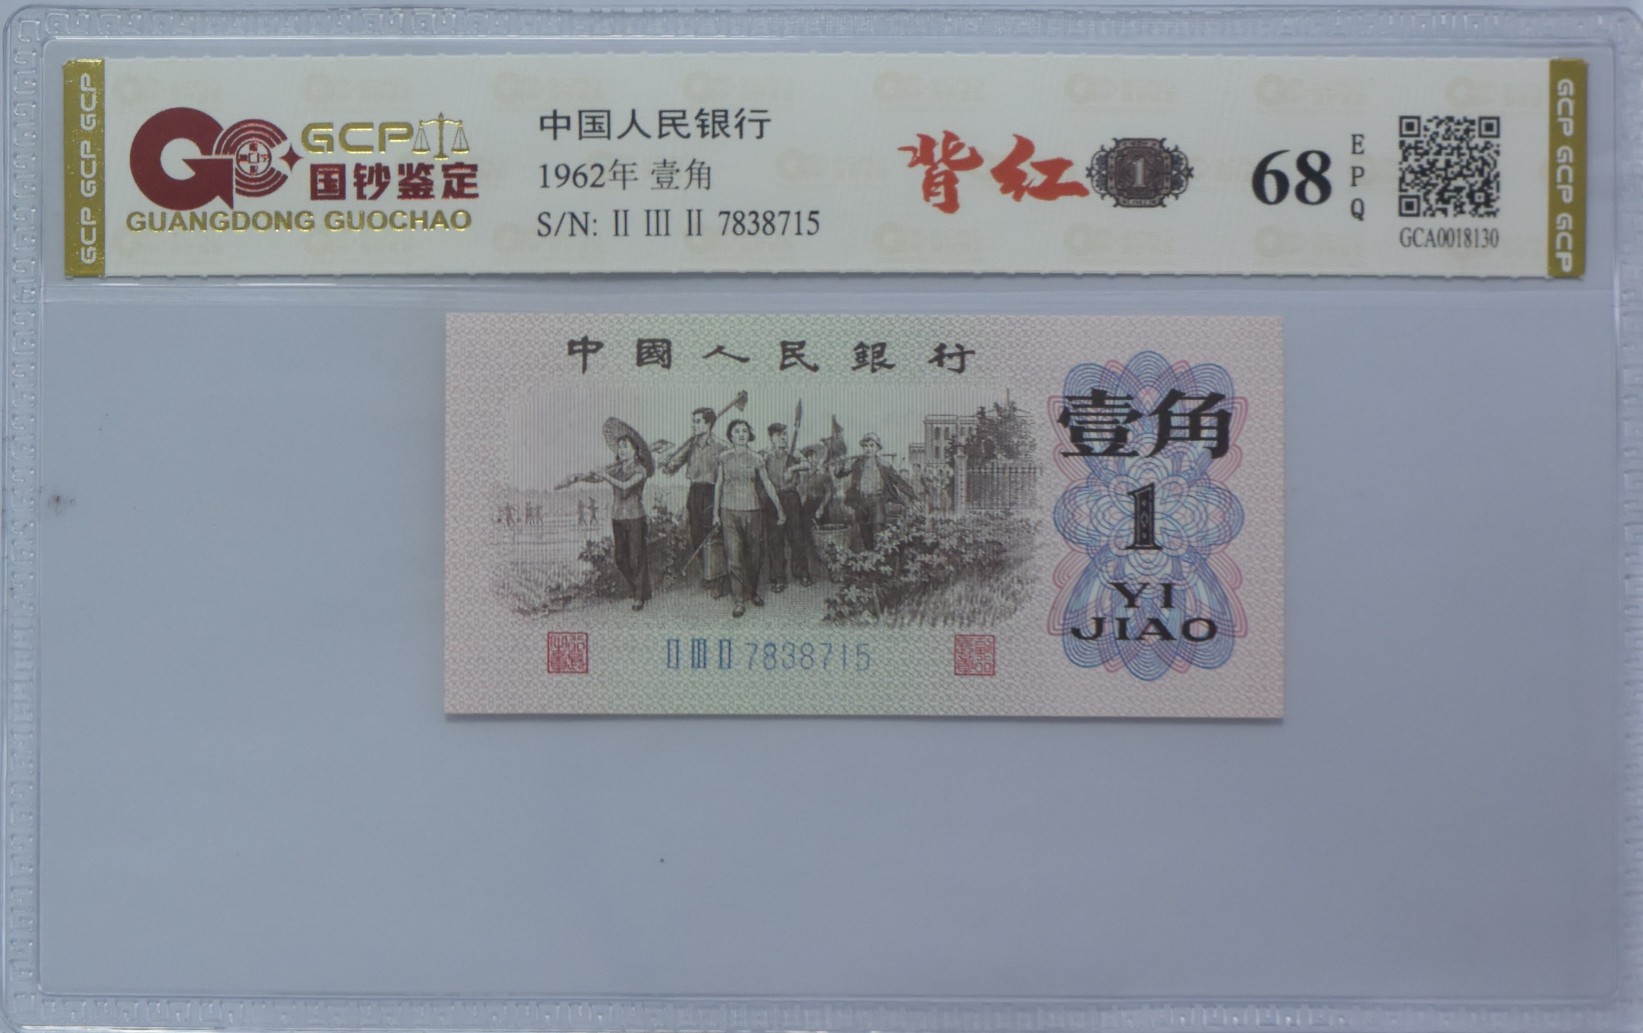 GCP GCP GCP
GCP
国钞鉴定
GUANGDONG GUOCHAO
中国人民银行
1962年 壹角
S/N: Ⅱ Ⅲ Ⅱ 7838715
背红
1
68
EPQ
GCA0018130
GCP GCP GCP
中國人民銀行
壹角
1
YI
JIAO
Ⅱ Ⅲ Ⅱ 7838715